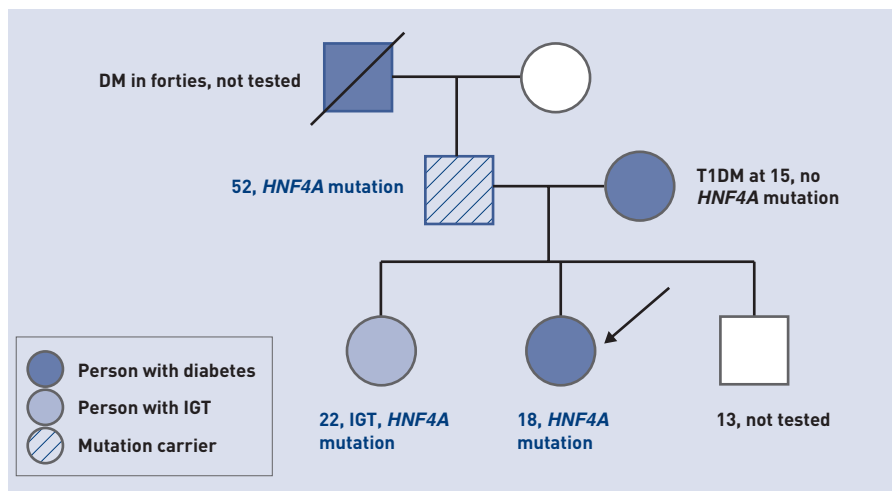 DM in forties, not tested
52, HNF4A mutation
T1DM at 15, no
HNF4A mutation
Person with diabetes
Person with IGT
Mutation carrier
22, IGT, HNF4A
mutation
18, HNF4A
mutation
13, not tested